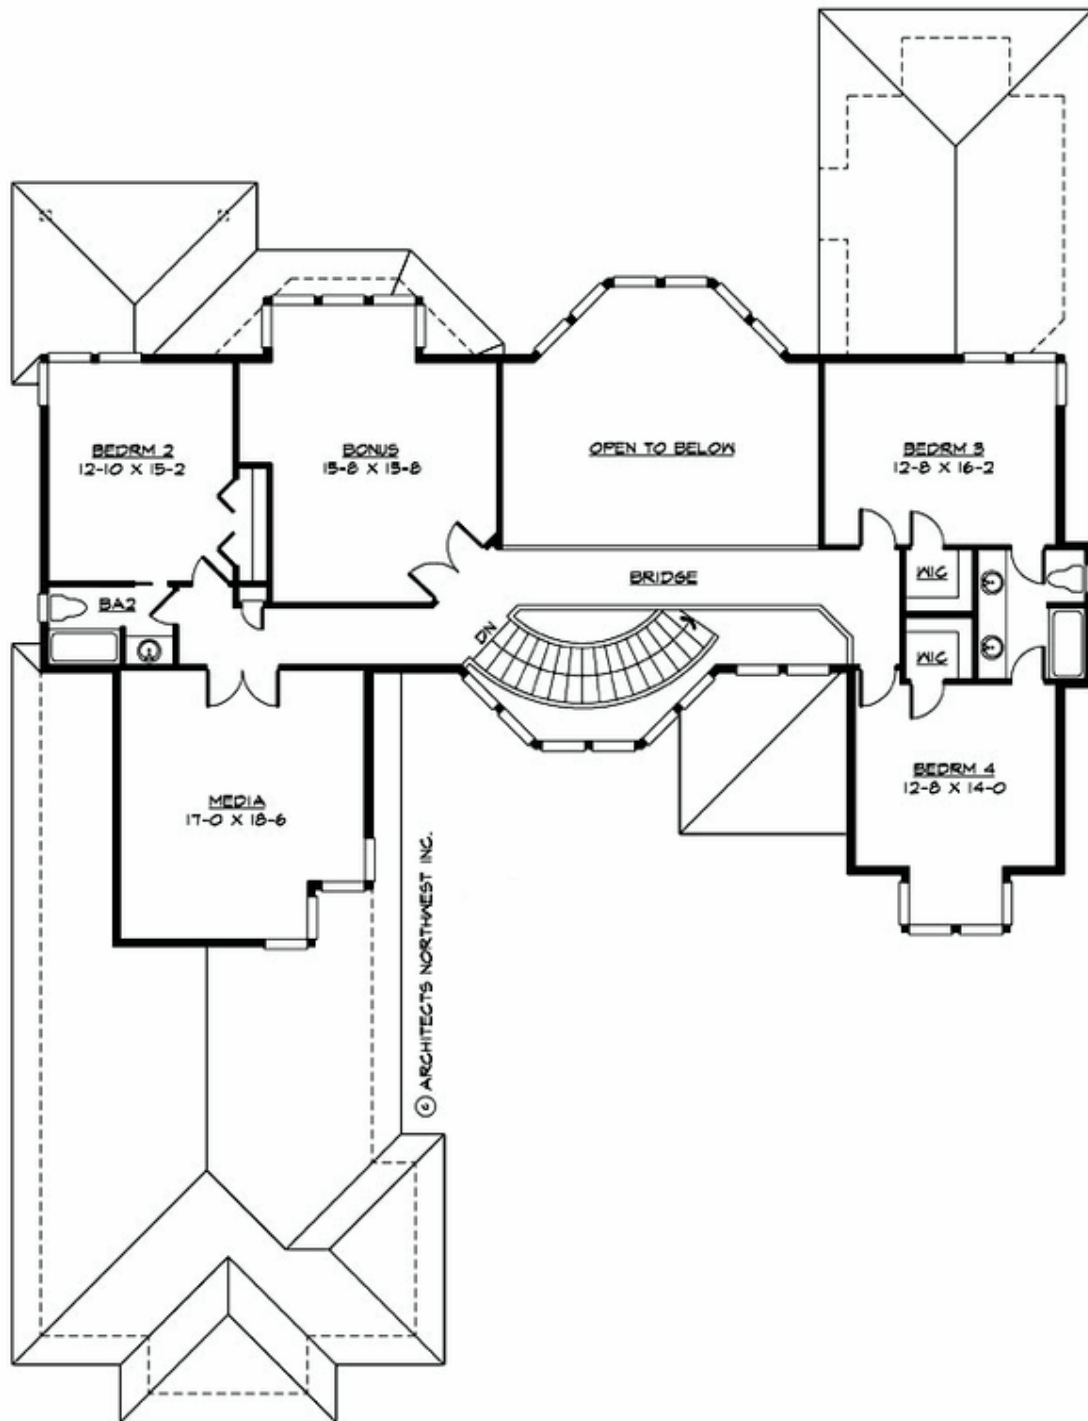 BEDRM 2
12-10 X 15-2
BONUS
15-8 X 15-8
OPEN TO BELOW
BEDRM 3
12-8 X 16-2
BRIDGE
WIC
BA2
DN
WIC
BEDRM 4
12-8 X 14-0
MEDIA
17-0 X 18-6
© ARCHITECTS NORTHWEST INC.